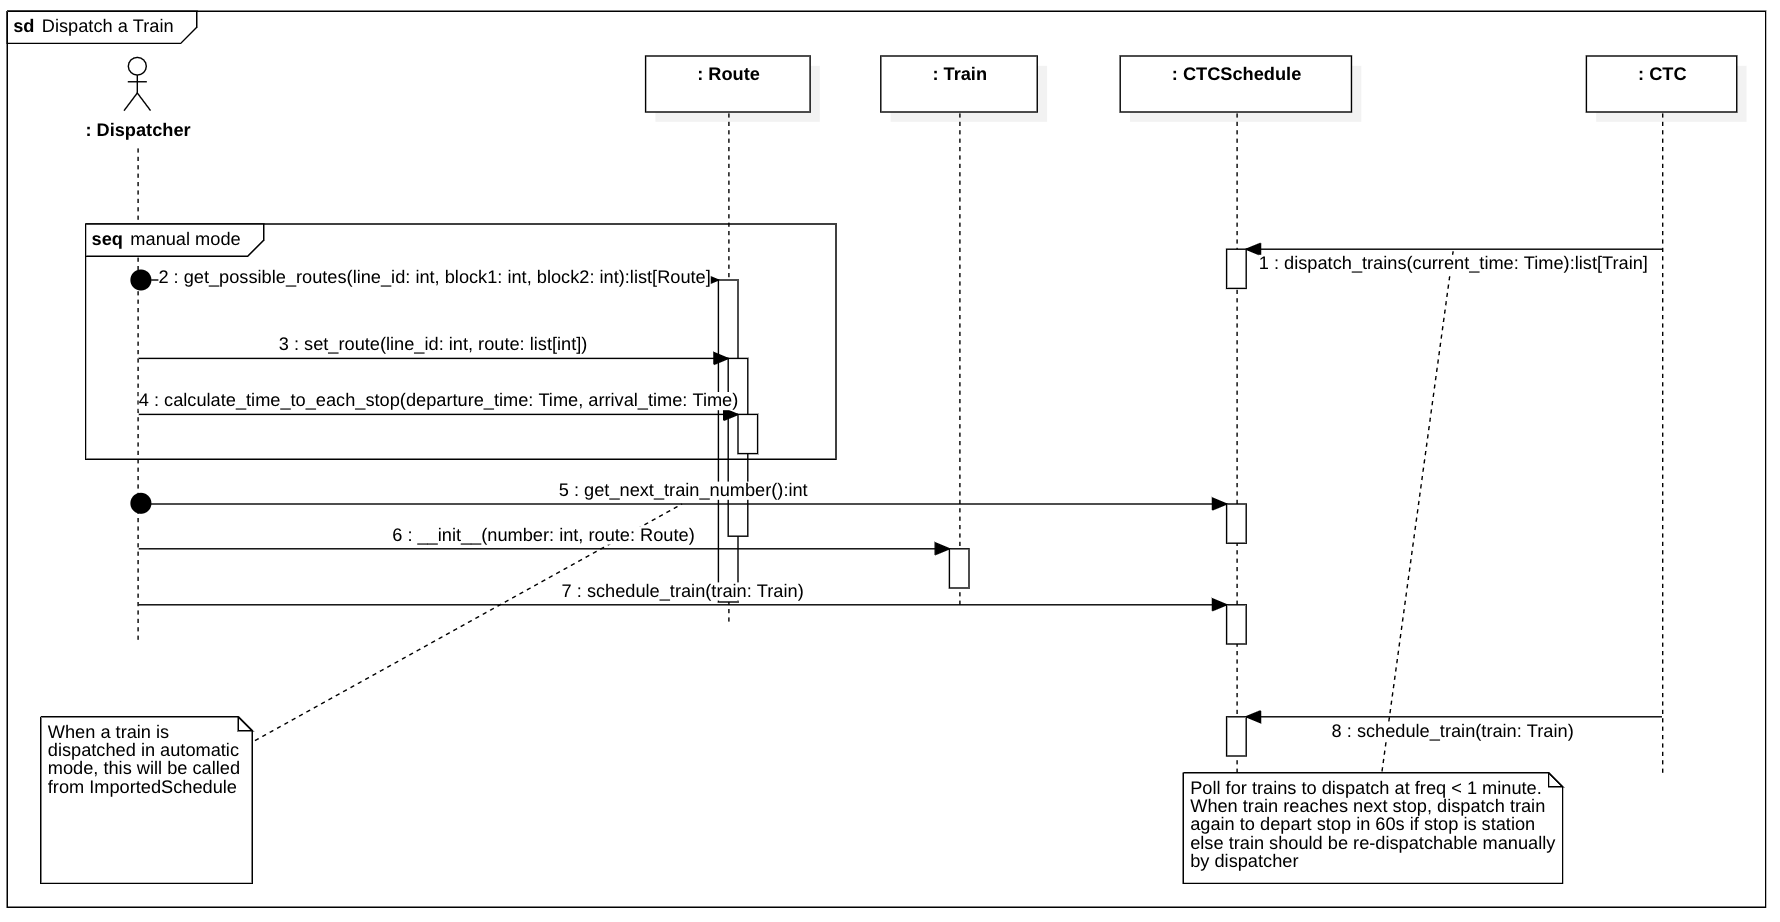 sd Dispatch a Train
: Dispatcher
: Route
: Train
: CTCSchedule
: CTC
seq manual mode
1 : dispatch_trains(current_time: Time):list[Train]
2 : get_possible_routes(line_id: int, block1: int, block2: int):list[Route]
3 : set_route(line_id: int, route: list[int])
4 : calculate_time_to_each_stop(departure_time: Time, arrival_time: Time)
5 : get_next_train_number():int
6 : __init__(number: int, route: Route)
7 : schedule_train(train: Train)
8 : schedule_train(train: Train)
When a train is
dispatched in automatic
mode, this will be called
from ImportedSchedule
Poll for trains to dispatch at freq < 1 minute.
When train reaches next stop, dispatch train
again to depart stop in 60s if stop is station
else train should be re-dispatchable manually
by dispatcher